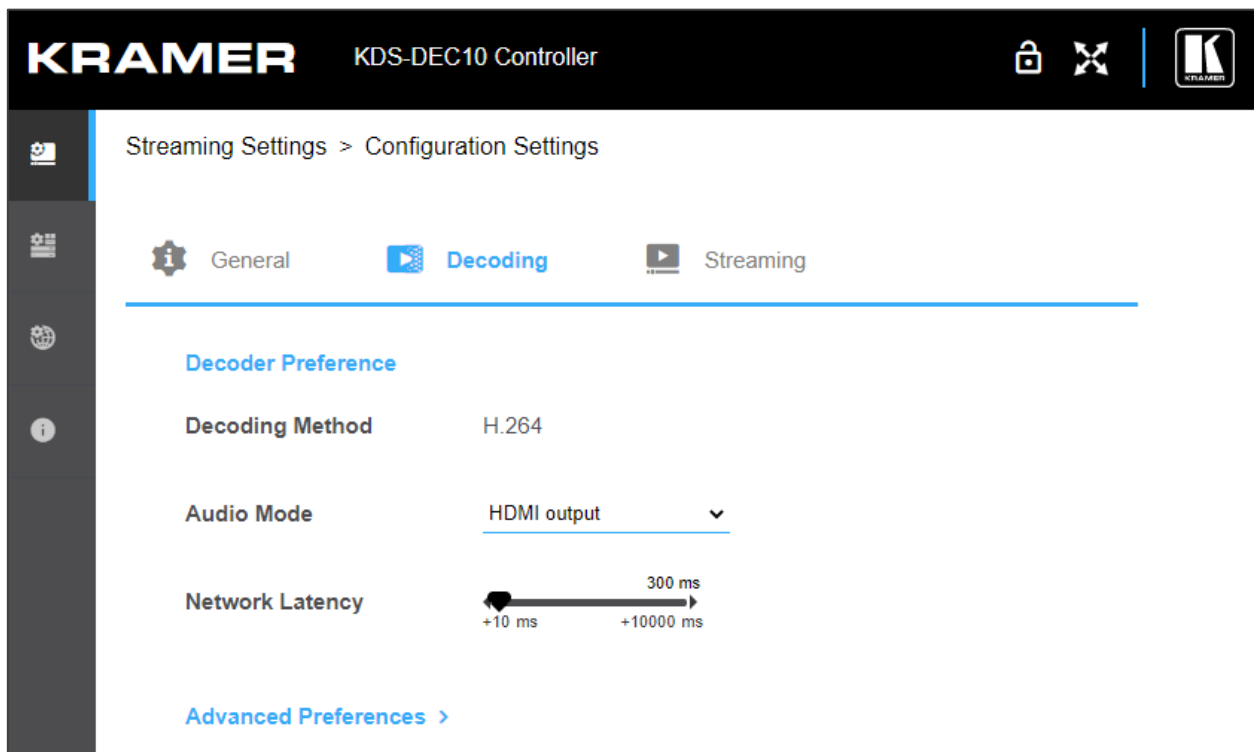 KRAMER KDS-DEC10 Controller
KRAMER
Streaming Settings > Configuration Settings
General Decoding Streaming
Decoder Preference
Decoding Method H.264
Audio Mode HDMI output
300 ms
Network Latency
+10 ms +10000 ms
Advanced Preferences >